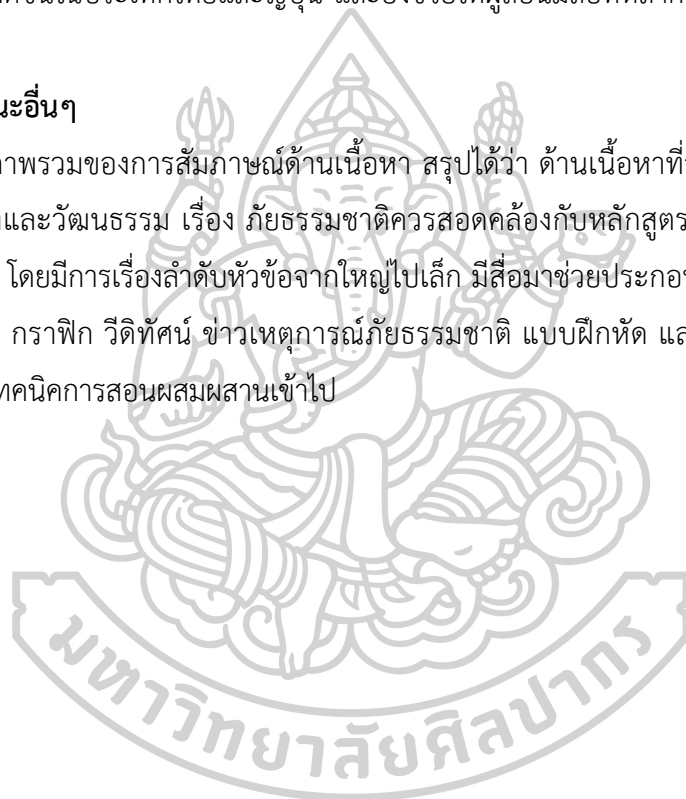 นะอื่นๆ
าพรวมของการสัมภาษณ์ด้านเนื้อหา สรุปได้ว่า ด้านเนื้อหาที่
และวัฒนธรรม เรื่อง ภัยธรรมชาติควรสอดคล้องกับหลักสูตร
โดยมีการเรื่องลำดับหัวข้อจากใหญ่ไปเล็ก มีสื่อมาช่วยประกอบ
กราฟิก วีดิทัศน์ ข่าวเหตุการณ์ภัยธรรมชาติ แบบฝึกหัด
ทคนิคการสอนผสมผสานเข้าไป
มหาวิทยาลัยศิลปากร